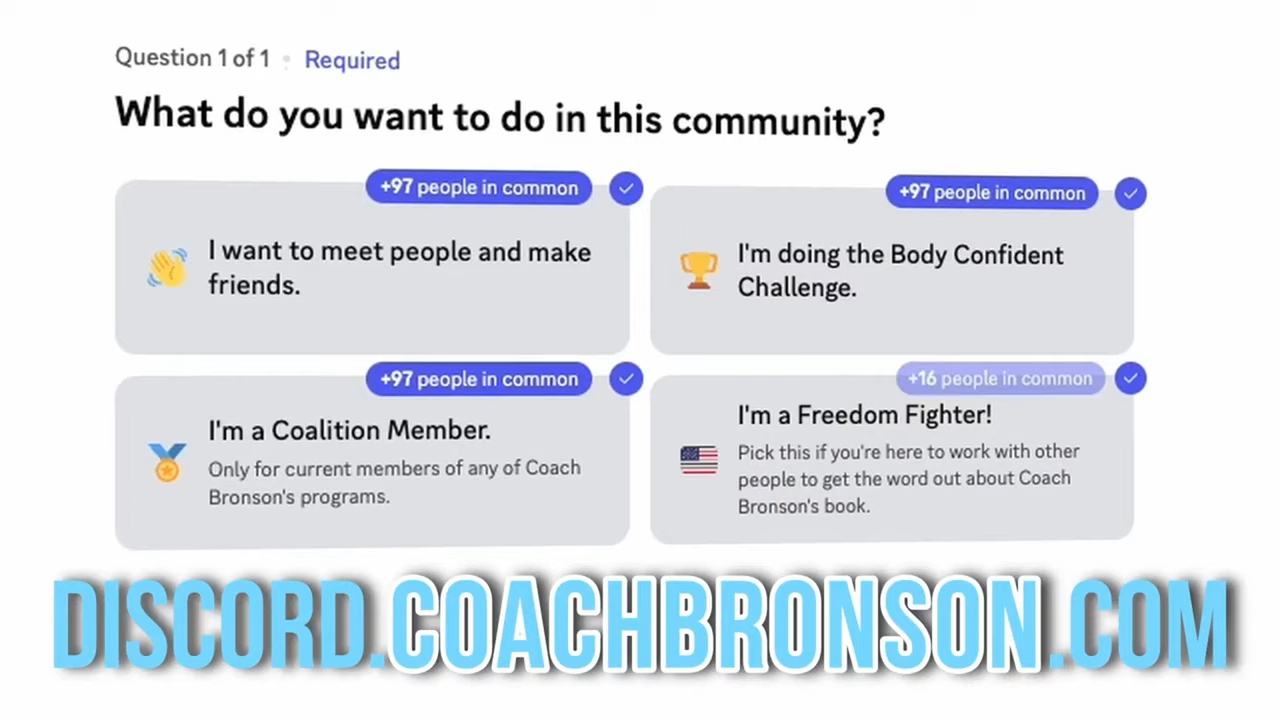 Question 1 of 1 • Required
What do you want to do in this community?
+97 people in common
I want to meet people and make
friends.
+97 people in common
I'm doing the Body Confident
Challenge.
+97 people in common
I'm a Coalition Member.
Only for current members of any of Coach
Bronson's programs.
+16 people in common
I'm a Freedom Fighter!
Pick this if you're here to work with other
people to get the word out about Coach
Bronson's book.
DISCORD.COACHBRONSON.COM